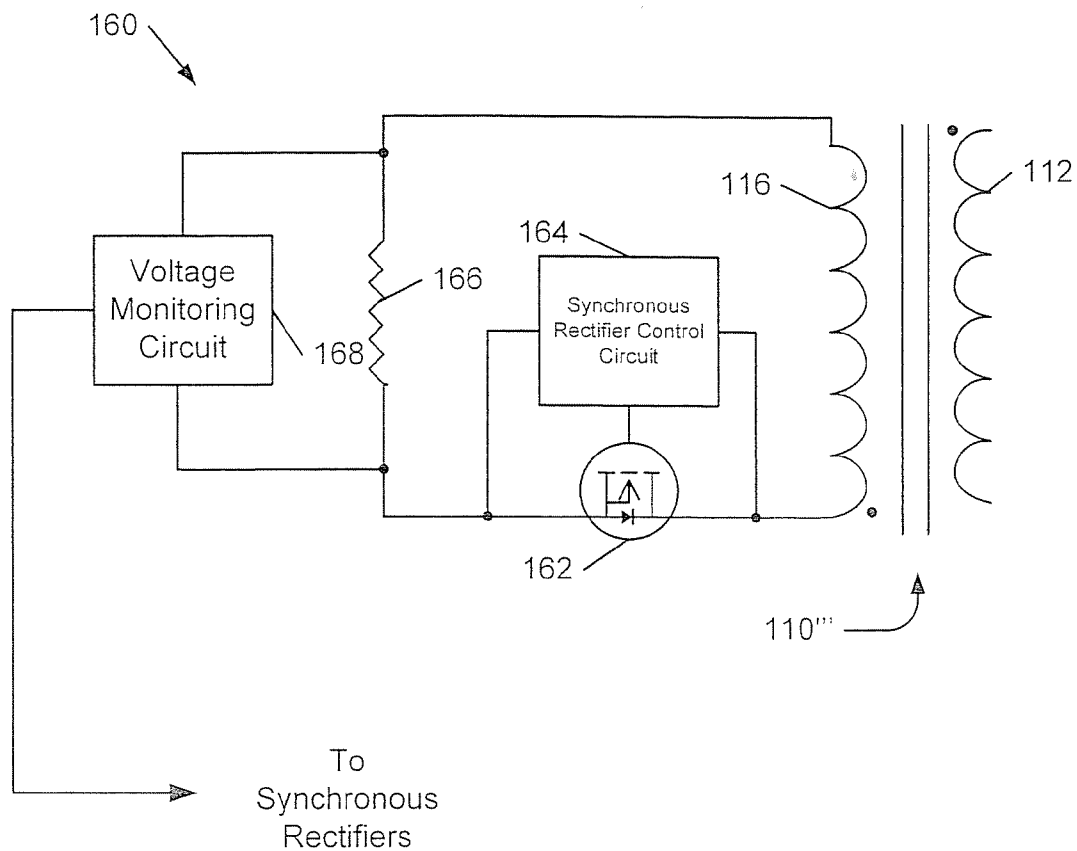 160
116
112
164
Voltage
Monitoring
Circuit
166
Synchronous
Rectifier Control
Circuit
168
162
110'''
To
Synchronous
Rectifiers